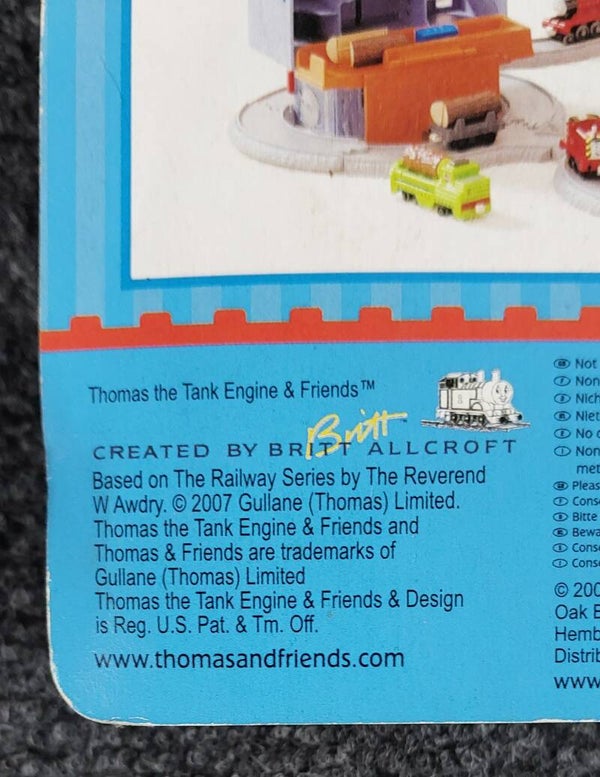 Thomas the Tank Engine & Friends™
Britt
CREATED BY BRITT ALLCROFT
Based on The Railway Series by The Reverend
W Awdry. © 2007 Gullane (Thomas) Limited.
Thomas the Tank Engine & Friends and
Thomas & Friends are trademarks of
Gullane (Thomas) Limited
Thomas the Tank Engine & Friends & Design
is Reg. U.S. Pat. & Tm. Off.
www.thomasandfriends.com
Not
Non
Nich
Niet
No
Non
met
Pleas
Cons
Bitte
Bewa
Cons
Cons
© 200
Oak
Hemb
Distrib
www